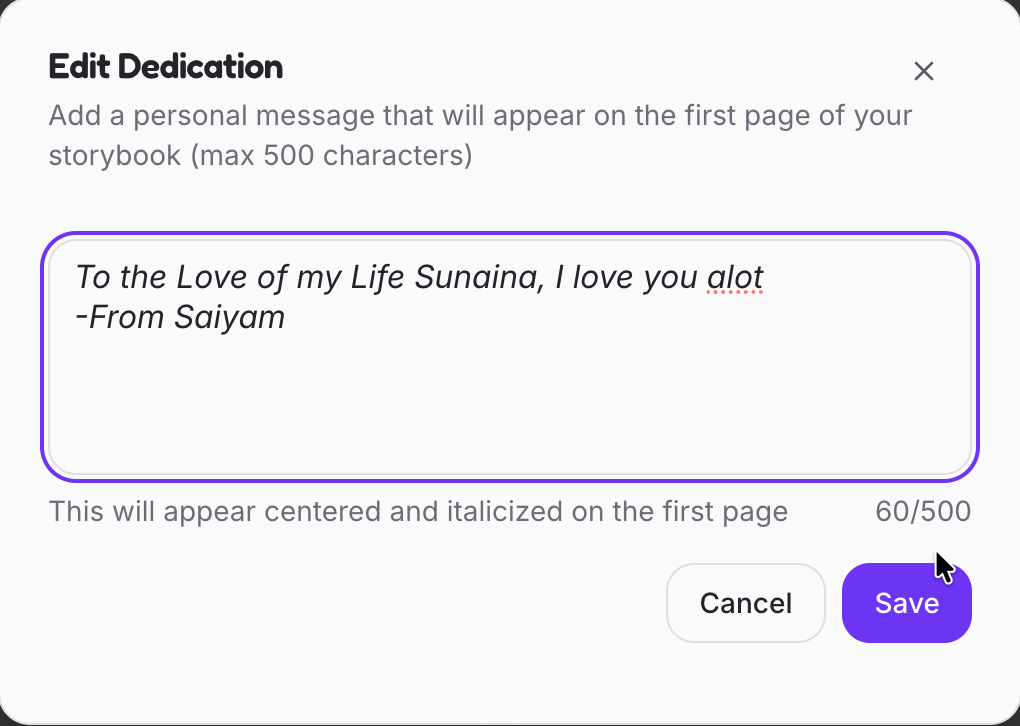 Edit Dedication
Add a personal message that will appear on the first page of your
storybook (max 500 characters)
To the Love of my Life Sunaina, I love you alot
-From Saiyam
This will appear centered and italicized on the first page
60/500
Cancel
Save